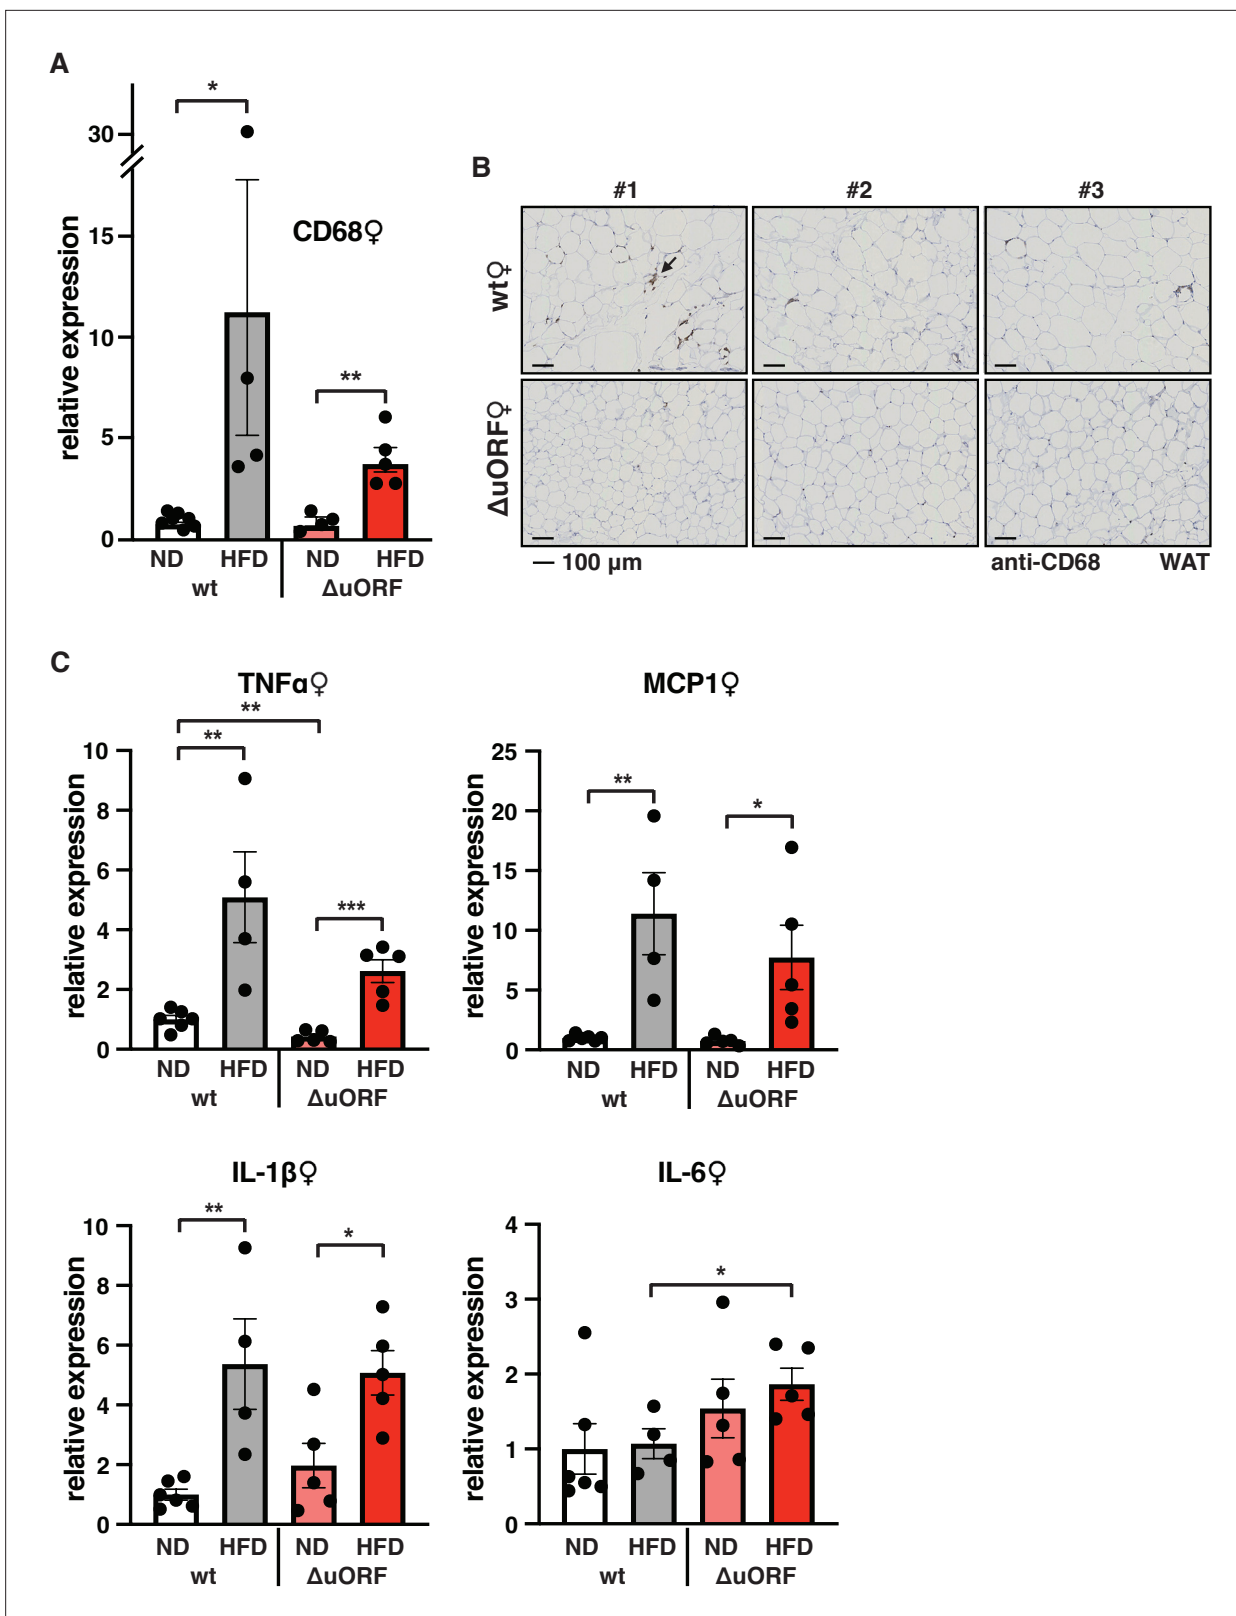 A
*
30
15
10
5
0
relative expression
CD68♀
**
ND HFD ND HFD
wt ΔuORF
B
#1 #2 #3
wt♀
ΔuORF♀
100 µm
anti-CD68 WAT
C
TNFα♀
**
**
***
10
8
6
4
2
0
relative expression
ND HFD ND HFD
wt ΔuORF
MCP1♀
**
*
25
20
15
10
5
0
relative expression
ND HFD ND HFD
wt ΔuORF
IL-1β♀
**
*
10
8
6
4
2
0
relative expression
ND HFD ND HFD
wt ΔuORF
IL-6♀
*
4
3
2
1
0
relative expression
ND HFD ND HFD
wt ΔuORF